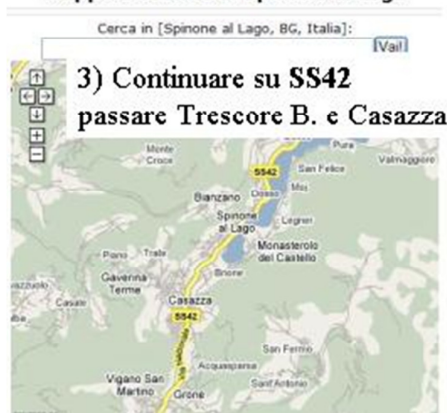 Cerca in [Spinone al Lago, BG, Italia]:
Vai!
3) Continuare su SS42
passare Trescore B. e Casazza
Monte
Croce
Pura
SS42
San Felice
Valmaggiore
Bianzano
Dosso
Mis
Spinone
al Lago
Legner
Monasterolo
del Castello
Piano
Trate
Brione
Gaverina
Terme
Casale
Casazza
SS42
San Fermo
Acquasparsa
Vigano San
Martino
Sant'Antonio
Grone